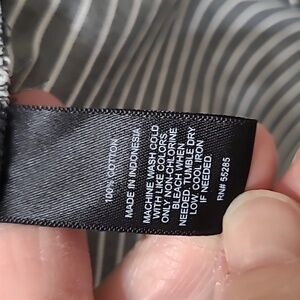 100% COTTON
MADE IN INDONESIA
MACHINE WASH COLD
WITH LIKE COLORS
ONLY NON-CHLORINE
BLEACH WHEN
NEEDED. TUMBLE DRY
LOW. COOL IRON
IF NEEDED.
RN# 55285